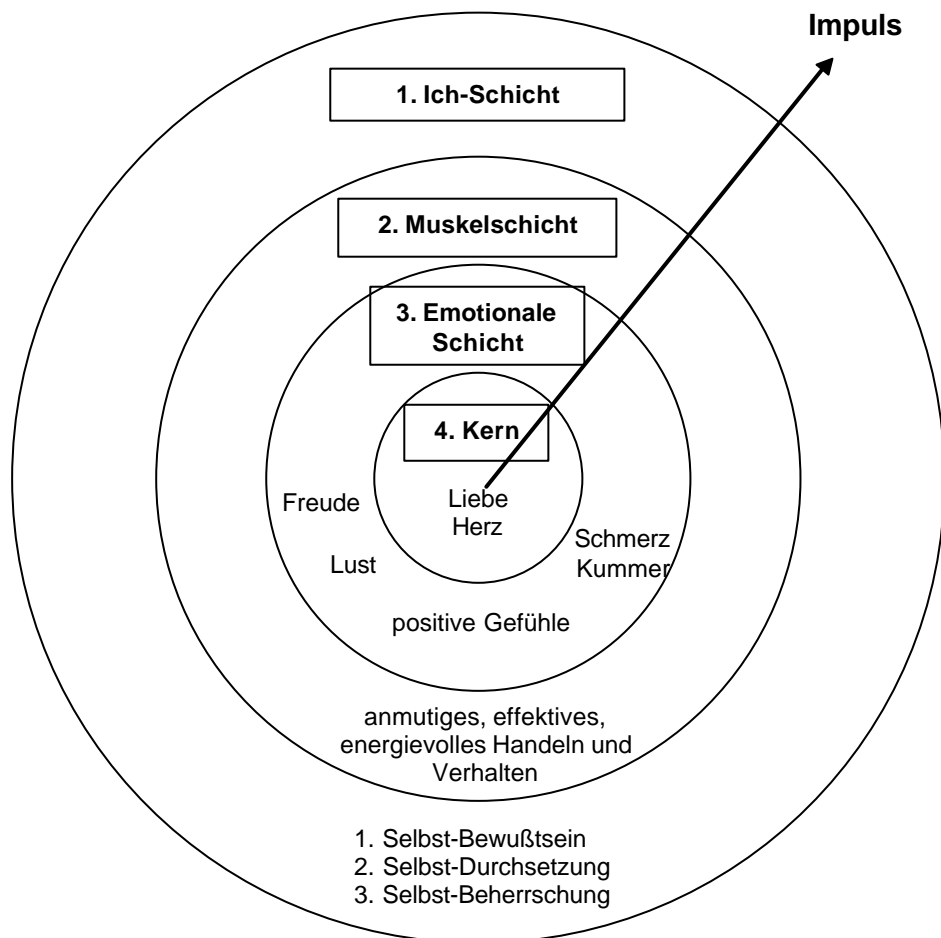 Impuls
1. Ich-Schicht
2. Muskelschicht
3. Emotionale
Schicht
4. Kern
Liebe
Herz
Freude
Lust
Schmerz
Kummer
positive Gefühle
anmutiges, effektives,
energievolles Handeln und
Verhalten
1. Selbst-Bewußtsein
2. Selbst-Durchsetzung
3. Selbst-Beherrschung